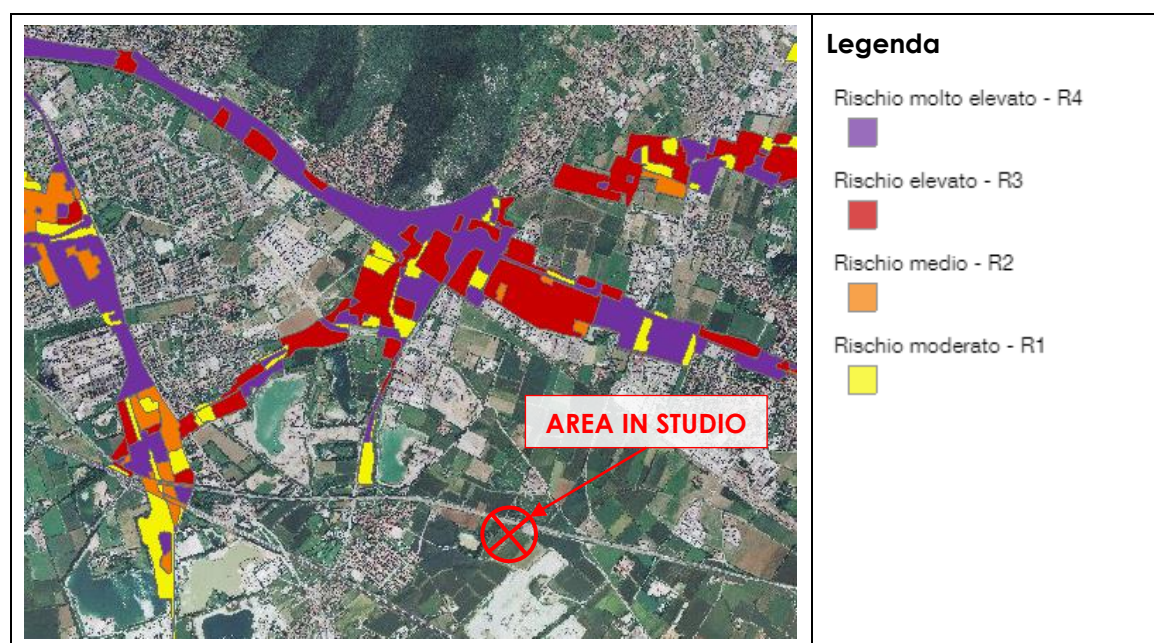 Legenda
Rischio molto elevato - R4
Rischio elevato - R3
Rischio medio - R2
Rischio moderato - R1
AREA IN STUDIO